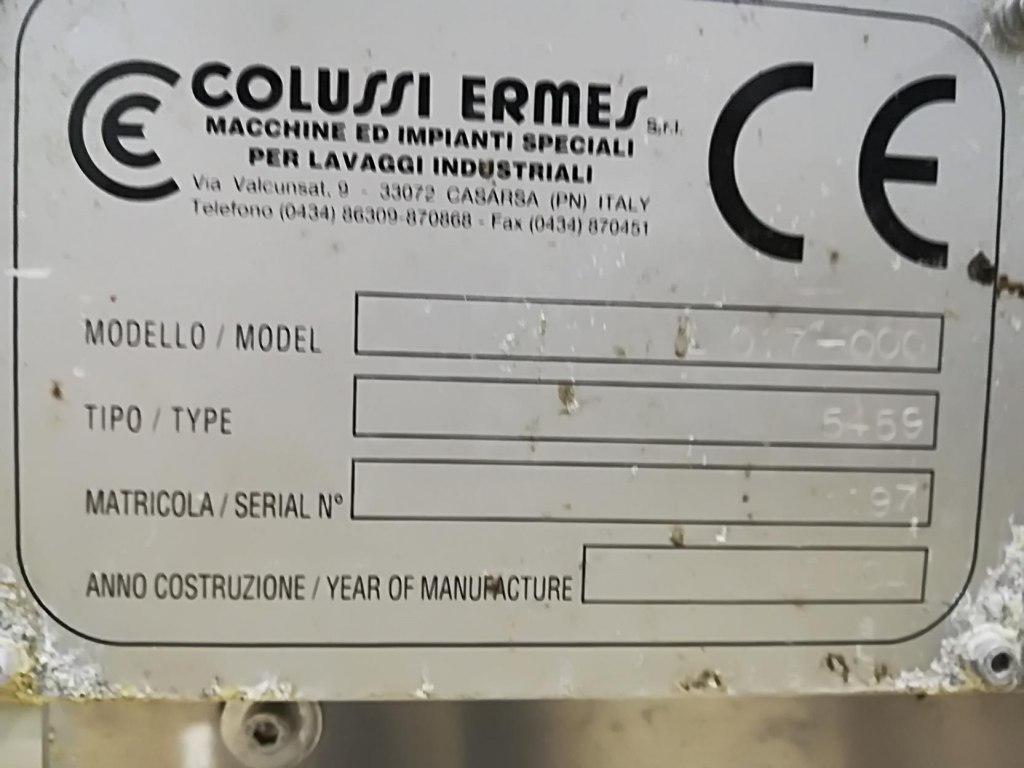 CE COLUSSI ERMES S.r.l.
MACCHINE ED IMPIANTI SPECIALI
PER LAVAGGI INDUSTRIALI
Via Valcunsat, 9 - 33072 CASARSA (PN) ITALY
Telefono (0434) 86309-870868 - Fax (0434) 870451
CE
MODELLO / MODEL
TIPO / TYPE
MATRICOLA / SERIAL N°
ANNO COSTRUZIONE / YEAR OF MANUFACTURE